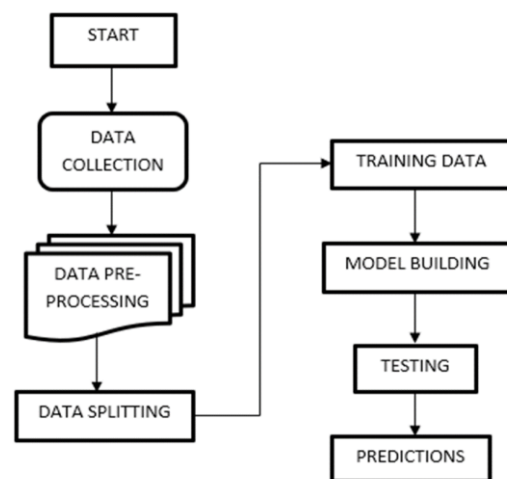 START
DATA
COLLECTION
DATA PRE-
PROCESSING
DATA SPLITTING
TRAINING DATA
MODEL BUILDING
TESTING
PREDICTIONS